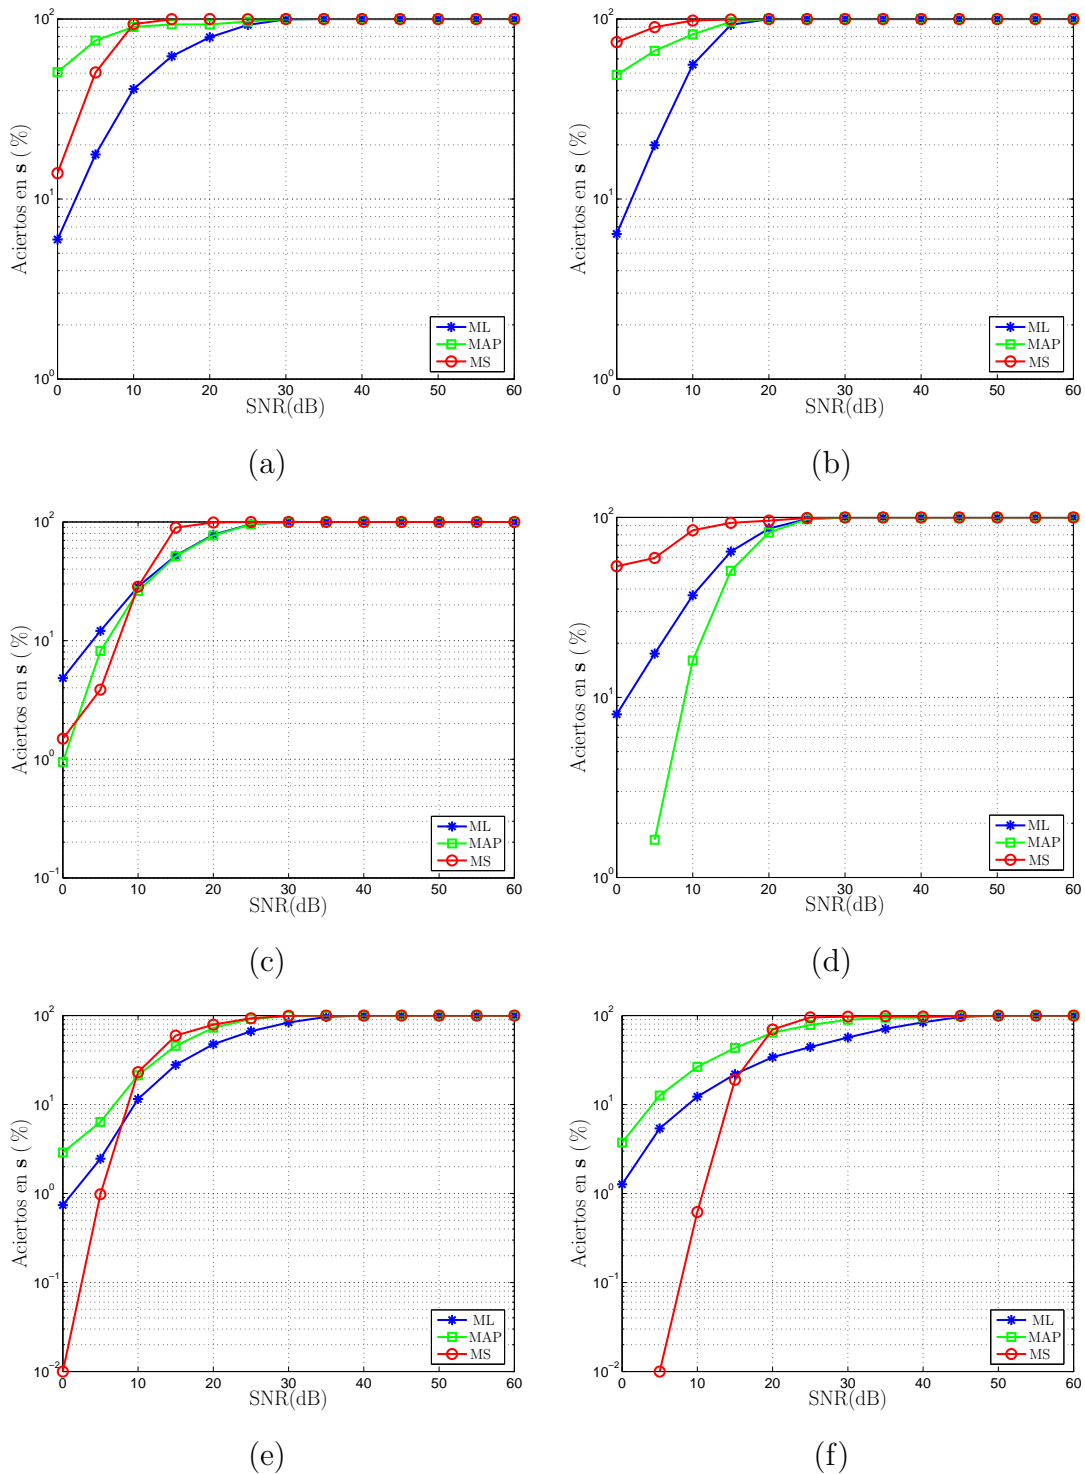 10^2
10^1
10^0
Aciertos en s (%)
0 10 20 30 40 50 60
SNR(dB)
ML
MAP
MS
(a)
10^2
10^1
10^0
Aciertos en s (%)
0 10 20 30 40 50 60
SNR(dB)
ML
MAP
MS
(b)
10^2
10^1
10^0
10^-1
Aciertos en s (%)
0 10 20 30 40 50 60
SNR(dB)
ML
MAP
MS
(c)
10^2
10^1
10^0
Aciertos en s (%)
0 10 20 30 40 50 60
SNR(dB)
ML
MAP
MS
(d)
10^2
10^1
10^0
10^-1
10^-2
Aciertos en s (%)
0 10 20 30 40 50 60
SNR(dB)
ML
MAP
MS
(e)
10^2
10^1
10^0
10^-1
10^-2
Aciertos en s (%)
0 10 20 30 40 50 60
SNR(dB)
ML
MAP
MS
(f)